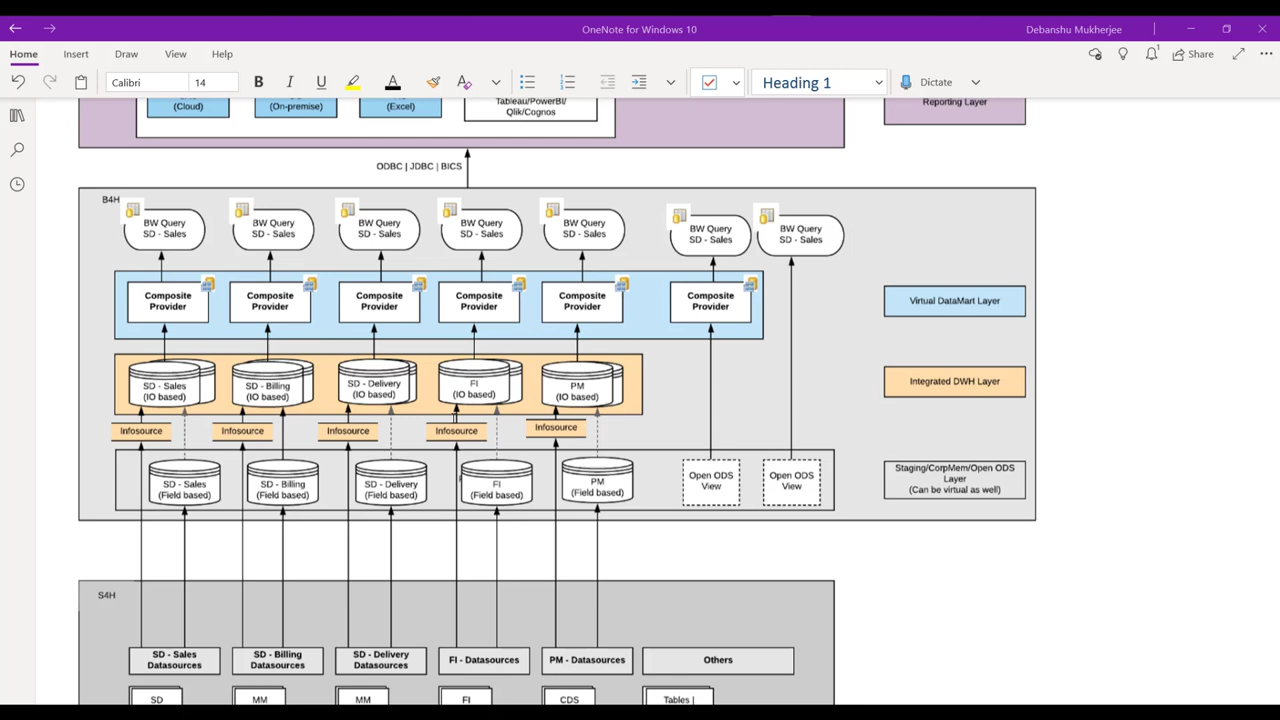 OneNote for Windows 10
Debanshu Mukherjee
Home
Insert
Draw
View
Help
Share
Calibri
14
B
I
U
A
A
Heading 1
Dictate
(Cloud)
(On-premise)
(Excel)
Tableau/PowerBI/
Qlik/Cognos
Reporting Layer
ODBC | JDBC | BICS
B4H
BW Query
SD - Sales
BW Query
SD - Sales
BW Query
SD - Sales
BW Query
SD - Sales
BW Query
SD - Sales
BW Query
SD - Sales
BW Query
SD - Sales
Composite
Provider
Composite
Provider
Composite
Provider
Composite
Provider
Composite
Provider
Composite
Provider
Virtual DataMart Layer
SD - Sales
(IO based)
SD - Billing
(IO based)
SD - Delivery
(IO based)
FI
(IO based)
PM
(IO based)
Integrated DWH Layer
Infosource
Infosource
Infosource
Infosource
Infosource
SD - Sales
(Field based)
SD - Billing
(Field based)
SD - Delivery
(Field based)
FI
(Field based)
PM
(Field based)
Open ODS
View
Open ODS
View
Staging/CorpMem/Open ODS
Layer
(Can be virtual as well)
S4H
SD - Sales
Datasources
SD - Billing
Datasources
SD - Delivery
Datasources
FI - Datasources
PM - Datasources
Others
SD
MM
MM
FI
CDS
Tables |